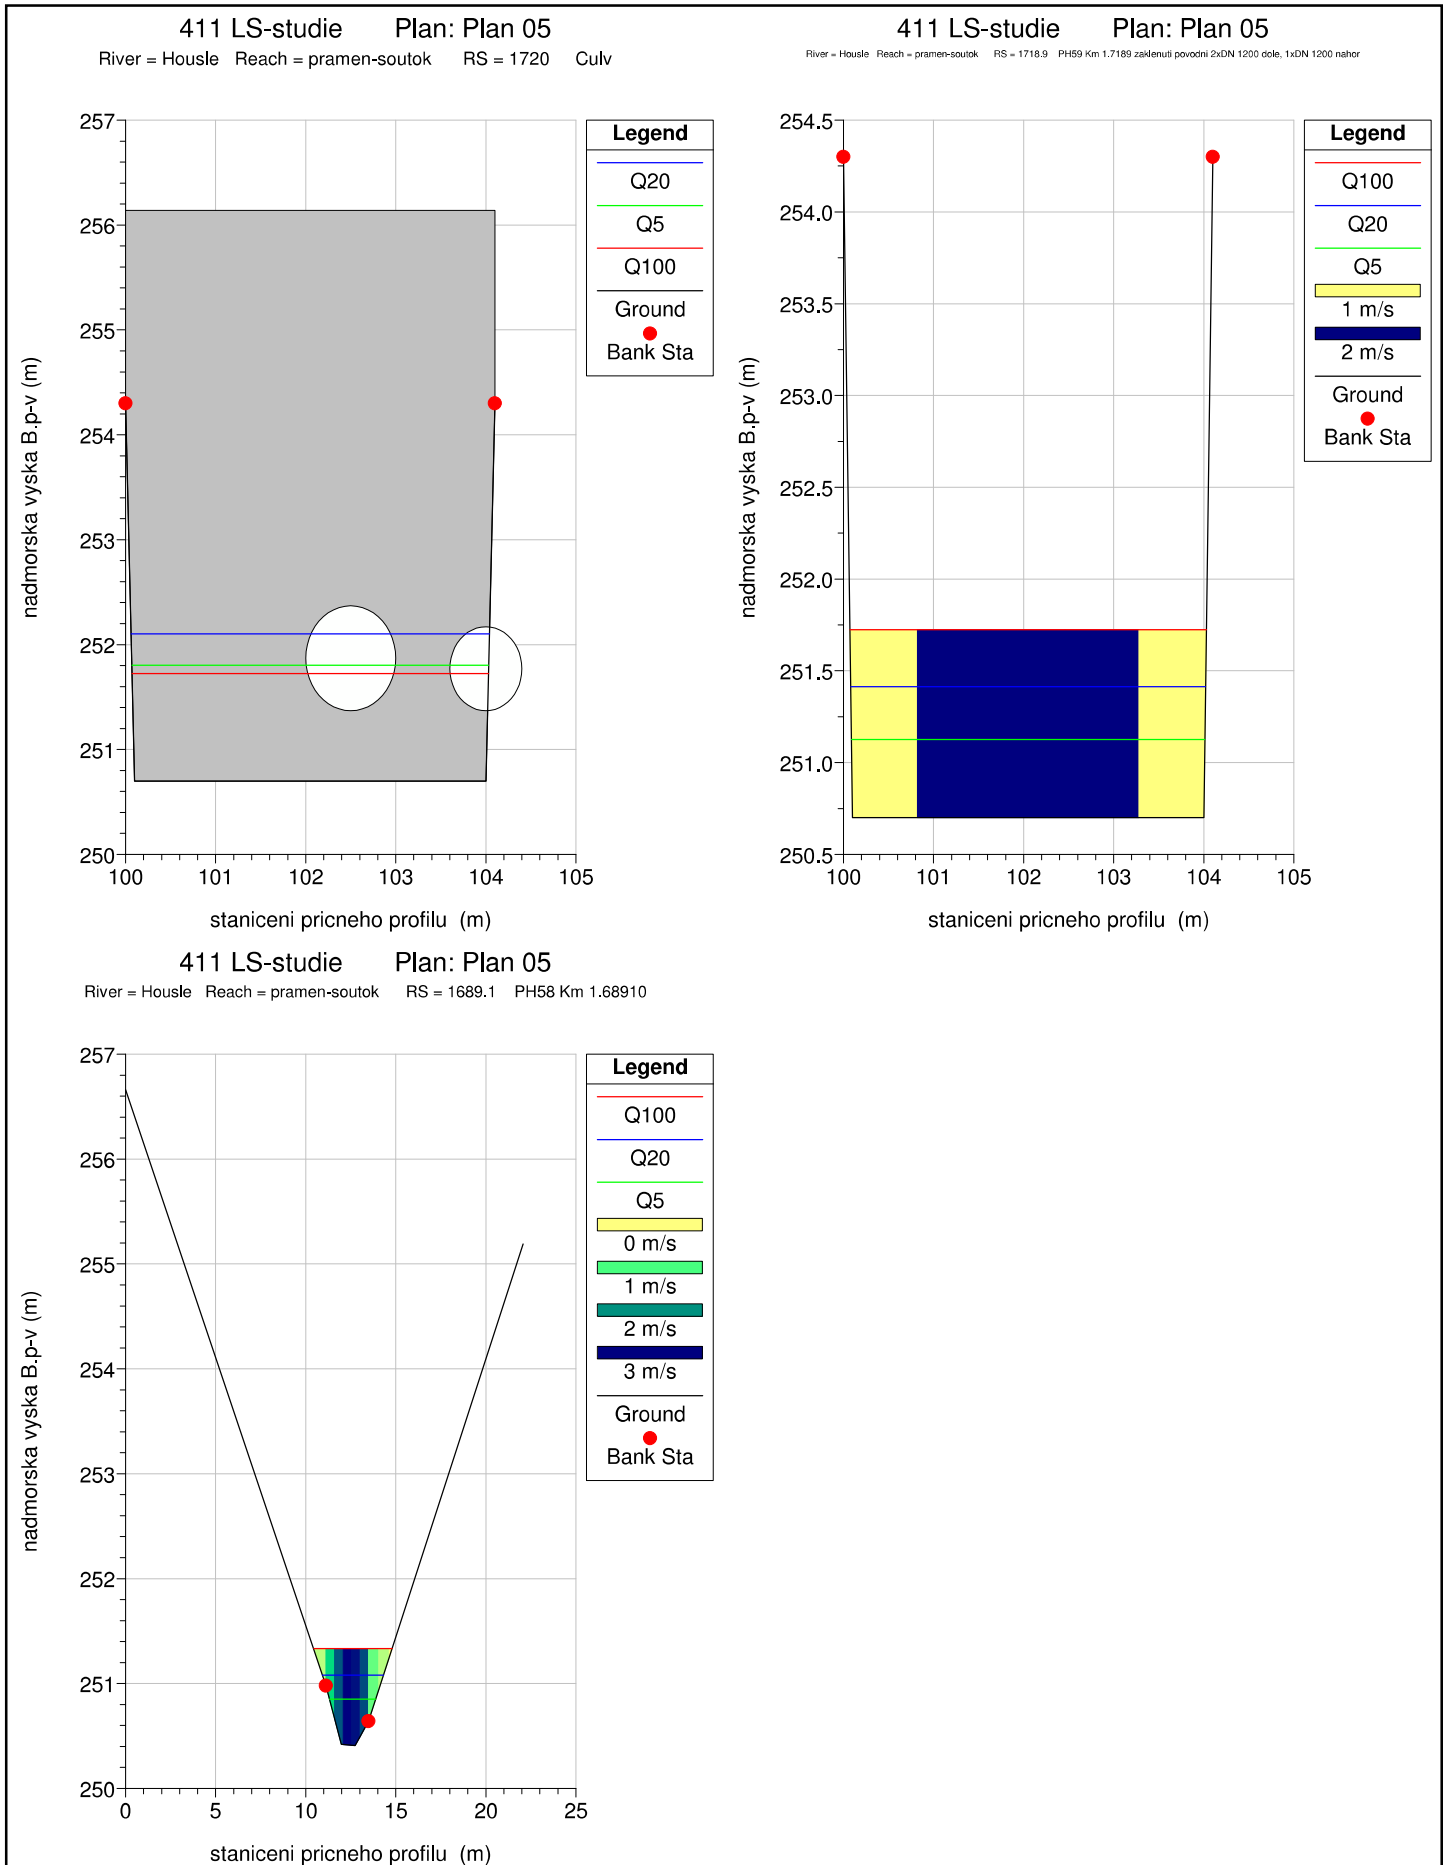 411 LS-studie Plan: Plan 05
River = Housle Reach = pramen-soutok RS = 1720 Culv
257
256
255
254
253
252
251
250
100 101 102 103 104 105
nadmorska vyska B.p-v (m)
staniceni pricneho profilu (m)
Legend
Q20
Q5
Q100
Ground
Bank Sta
411 LS-studie Plan: Plan 05
River = Housle Reach = pramen-soutok RS = 1718.9 PH59 Km 1.7189 zaklenuti povodni 2xDN 1200 dole, 1xDN 1200 nahor
254.5
254.0
253.5
253.0
252.5
252.0
251.5
251.0
250.5
100 101 102 103 104 105
nadmorska vyska B.p-v (m)
staniceni pricneho profilu (m)
Legend
Q100
Q20
Q5
1 m/s
2 m/s
Ground
Bank Sta
411 LS-studie Plan: Plan 05
River = Housle Reach = pramen-soutok RS = 1689.1 PH58 Km 1.68910
257
256
255
254
253
252
251
250
0 5 10 15 20 25
nadmorska vyska B.p-v (m)
staniceni pricneho profilu (m)
Legend
Q100
Q20
Q5
0 m/s
1 m/s
2 m/s
3 m/s
Ground
Bank Sta